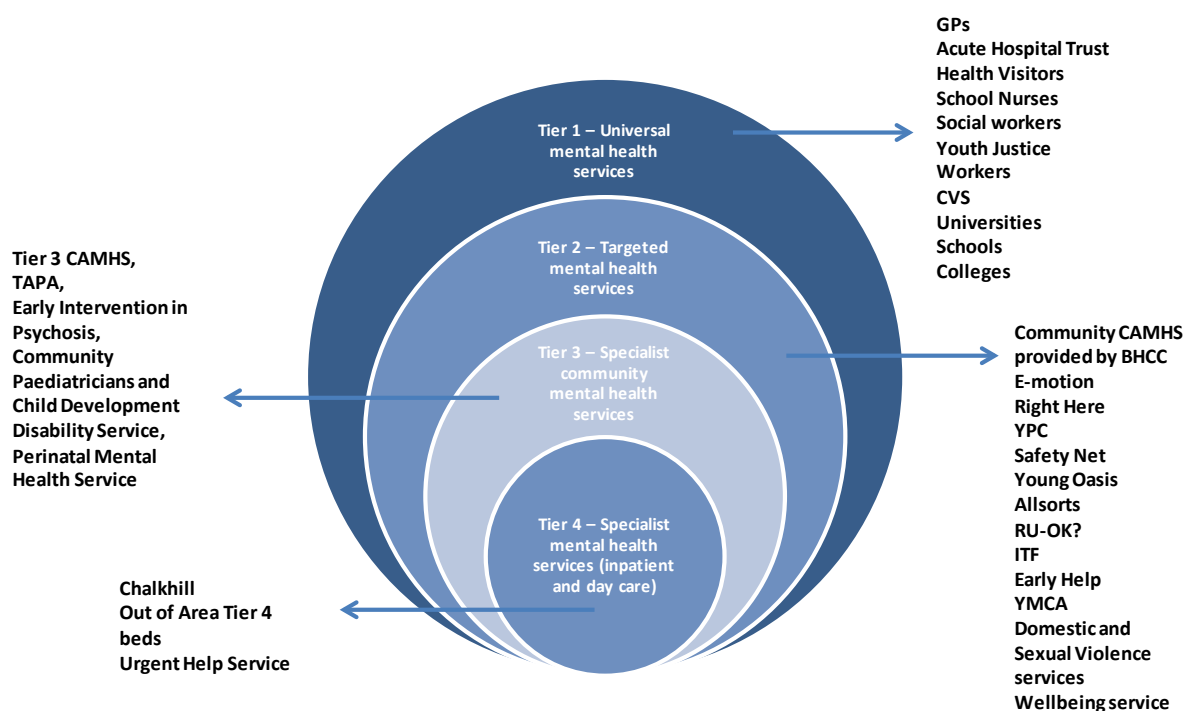 GPs
Acute Hospital Trust
Health Visitors
School Nurses
Social workers
Youth Justice
Workers
CVS
Universities
Schools
Colleges
Tier 1 – Universal
mental health
services
Tier 2 – Targeted
mental health
services
Tier 3 – Specialist
community
mental health
services
Tier 4 – Specialist
mental health
services (inpatient
and day care)
Tier 3 CAMHS,
TAPA,
Early Intervention in
Psychosis,
Community
Paediatricians and
Child Development
Disability Service,
Perinatal Mental
Health Service
Chalkhill
Out of Area Tier 4
beds
Urgent Help Service
Community CAMHS
provided by BHCC
E-motion
Right Here
YPC
Safety Net
Young Oasis
Allsorts
RU-OK?
ITF
Early Help
YMCA
Domestic and
Sexual Violence
services
Wellbeing service